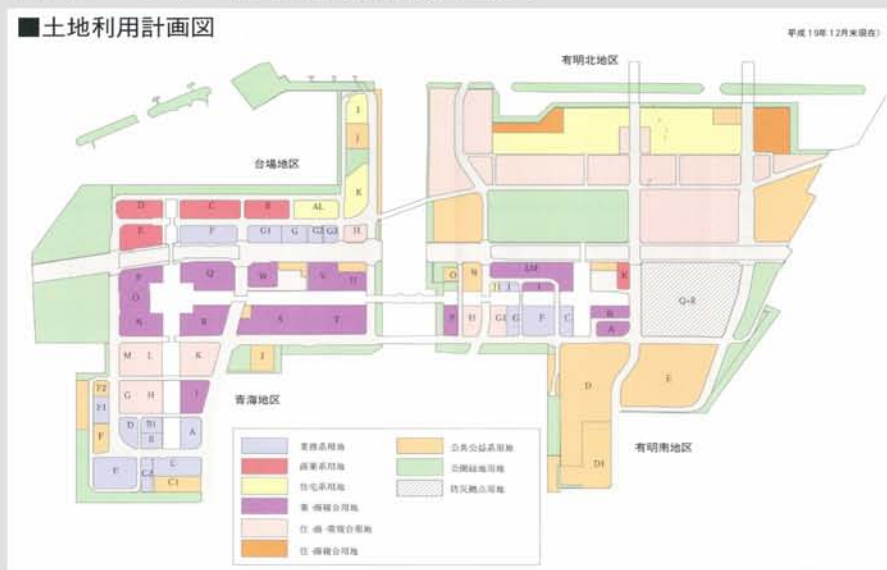 ■土地利用計画図
平成19年12月末現在)
有明北地区
台場地区
I
J
K
D
C
B
AL
E
F
G1
G
G2
G3
H
Q
W
V
U
O
N
R
S
T
LM
K
Q-R
O
N
P
H
G1
G
F
C
B
A
M
L
K
J
G
H
I
F2
F1
F
D
B
A
E
C
C1
D
E
D1
青海地区
有明南地区
業務系用地
商業系用地
住宅系用地
業・商複合用地
住・商・業複合用地
住・商複合用地
公共公益系用地
公園緑地用地
防災拠点用地